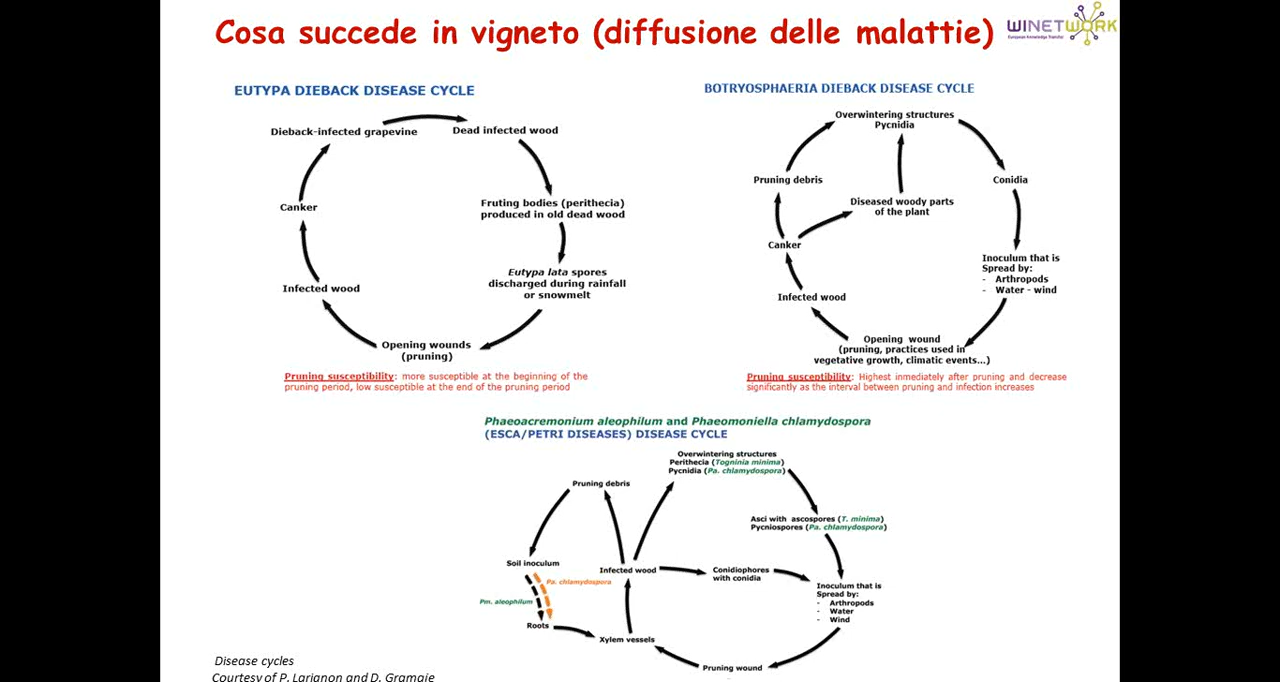 Cosa succede in vigneto (diffusione delle malattie)
WINETWORK
European Knowledge Transfer
EUTYPA DIEBACK DISEASE CYCLE
Dieback-infected grapevine
Dead infected wood
Fruting bodies (perithecia)
produced in old dead wood
Eutypa lata spores
discharged during rainfall
or snowmelt
Opening wounds
(pruning)
Infected wood
Canker
Pruning susceptibility: more susceptible at the beginning of the
pruning period, low susceptible at the end of the pruning period
BOTRYOSPHAERIA DIEBACK DISEASE CYCLE
Overwintering structures
Pycnidia
Conidia
Inoculum that is
Spread by:
- Arthropods
- Water - wind
Opening wound
(pruning, practices used in
vegetative growth, climatic events...)
Infected wood
Canker
Pruning debris
Diseased woody parts
of the plant
Pruning susceptibility: Highest inmediately after pruning and decrease
significantly as the interval between pruning and infection increases
Phaeoacremonium aleophilum and Phaeomoniella chlamydospora
(ESCA/PETRI DISEASES) DISEASE CYCLE
Overwintering structures
Perithecia (Togninia minima)
Pycnidia (Pa. chlamydospora)
Asci with ascospores (T. minima)
Pycniospores (Pa. chlamydospora)
Inoculum that is
Spread by:
- Arthropods
- Water
- Wind
Pruning wound
Xylem vessels
Infected wood
Conidiophores
with conidia
Pruning debris
Soil inoculum
Pa. chlamydospora
Pm. aleophilum
Roots
Disease cycles
Courtesy of P. Larignon and D. Gramaje